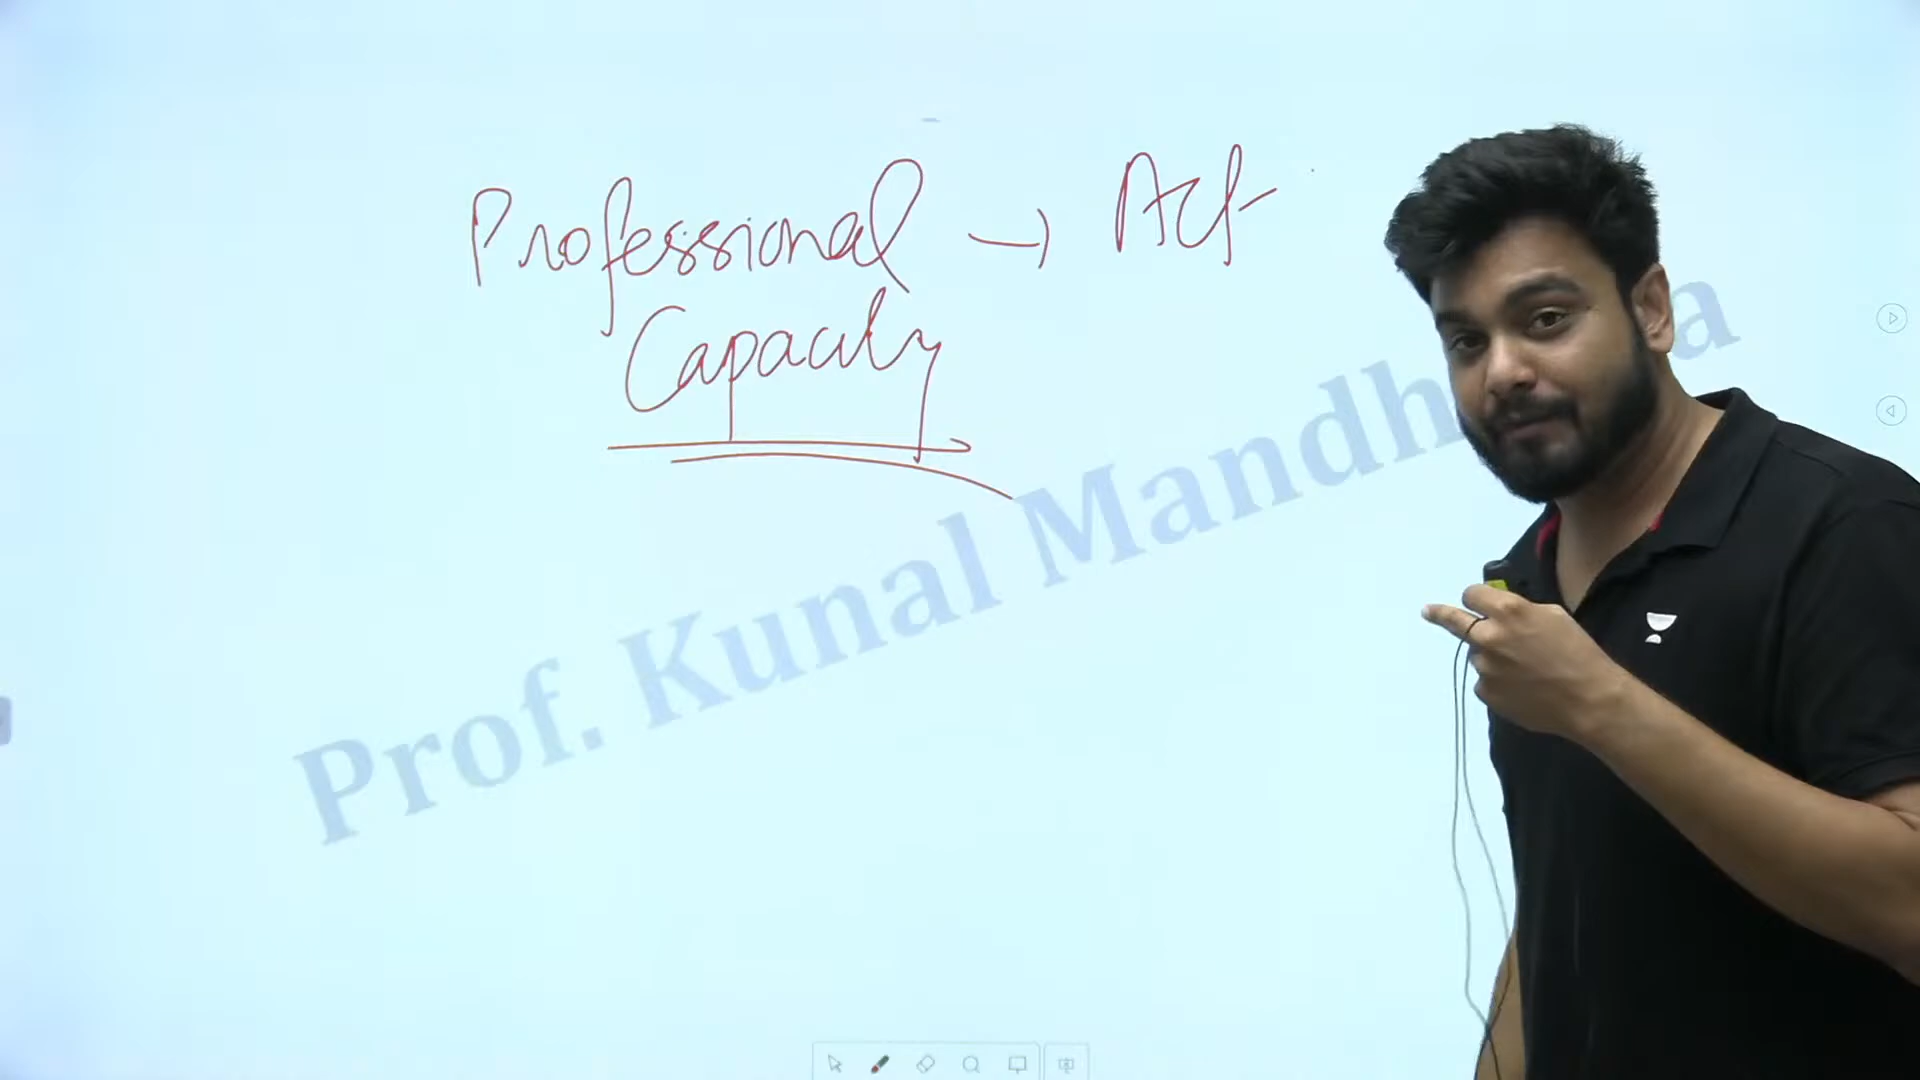 Professional → Act
Capacity
Prof. Kunal Mandh
a